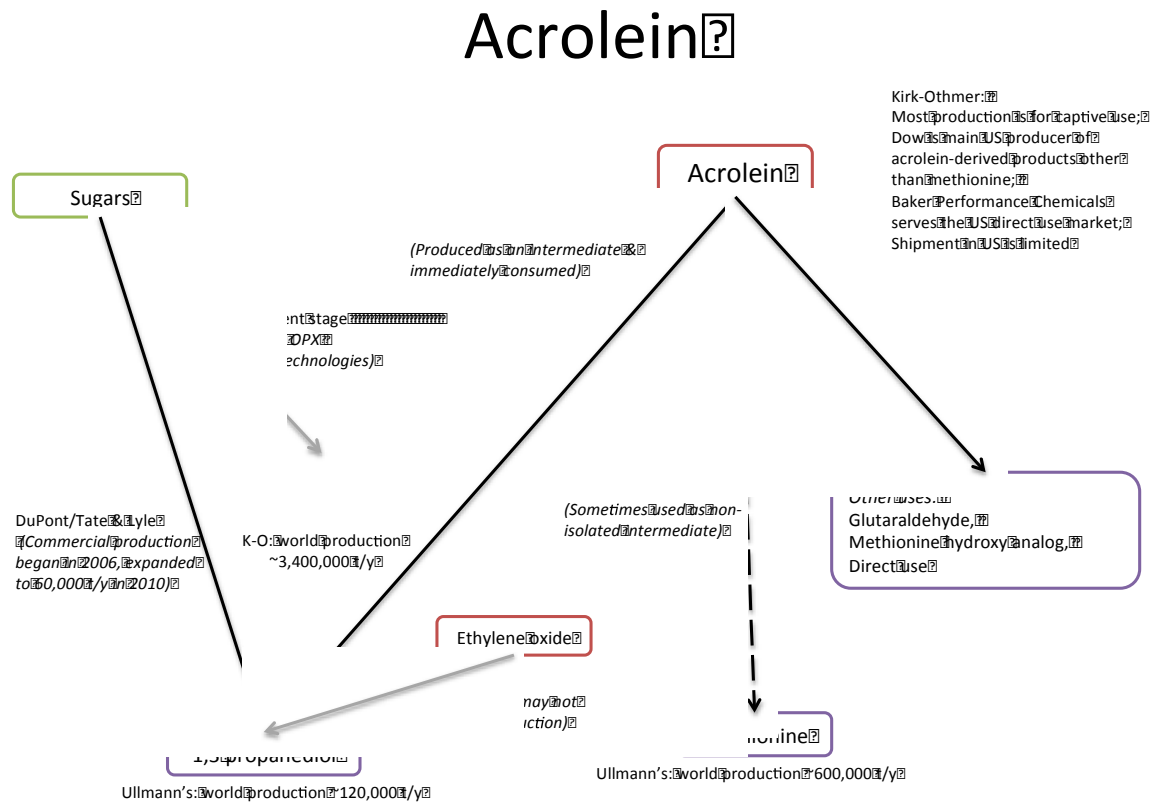 Acrolein
Kirk-Othmer:
Most production is for captive use;
Dow is main US producer of
acrolein-derived products other
than methionine;
Baker Performance Chemicals
serves the US direct use market;
Shipment in US is limited
Acrolein
Sugars
(Produced as an intermediate &
immediately consumed)
stage
OPX
echnologies)
Other uses:
Glutaraldehyde,
Methionine hydroxy analog,
Direct use
(Sometimes used as non-
isolated intermediate)
DuPont/Tate & Lyle
(Commercial production
began in 2006, expanded
to 60,000 t/y in 2010)
K-O: world production
~3,400,000 t/y
Ethylene oxide
may not
uction)
1,3-propanediol
Ullmann's: world production ~600,000 t/y
Ullmann's: world production ~120,000 t/y